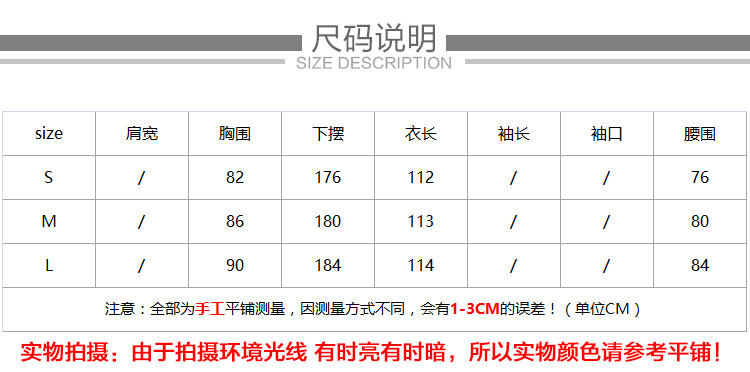 尺码说明
SIZE DESCRIPTION
size 肩宽 胸围 下摆 衣长 袖长 袖口 腰围
S / 82 176 112 / / 76
M / 86 180 113 / / 80
L / 90 184 114 / / 84
注意：全部为手工平铺测量，因测量方式不同，会有1-3CM的误差！（单位CM）
实物拍摄：由于拍摄环境光线 有时亮有时暗，所以实物颜色请参考平铺！